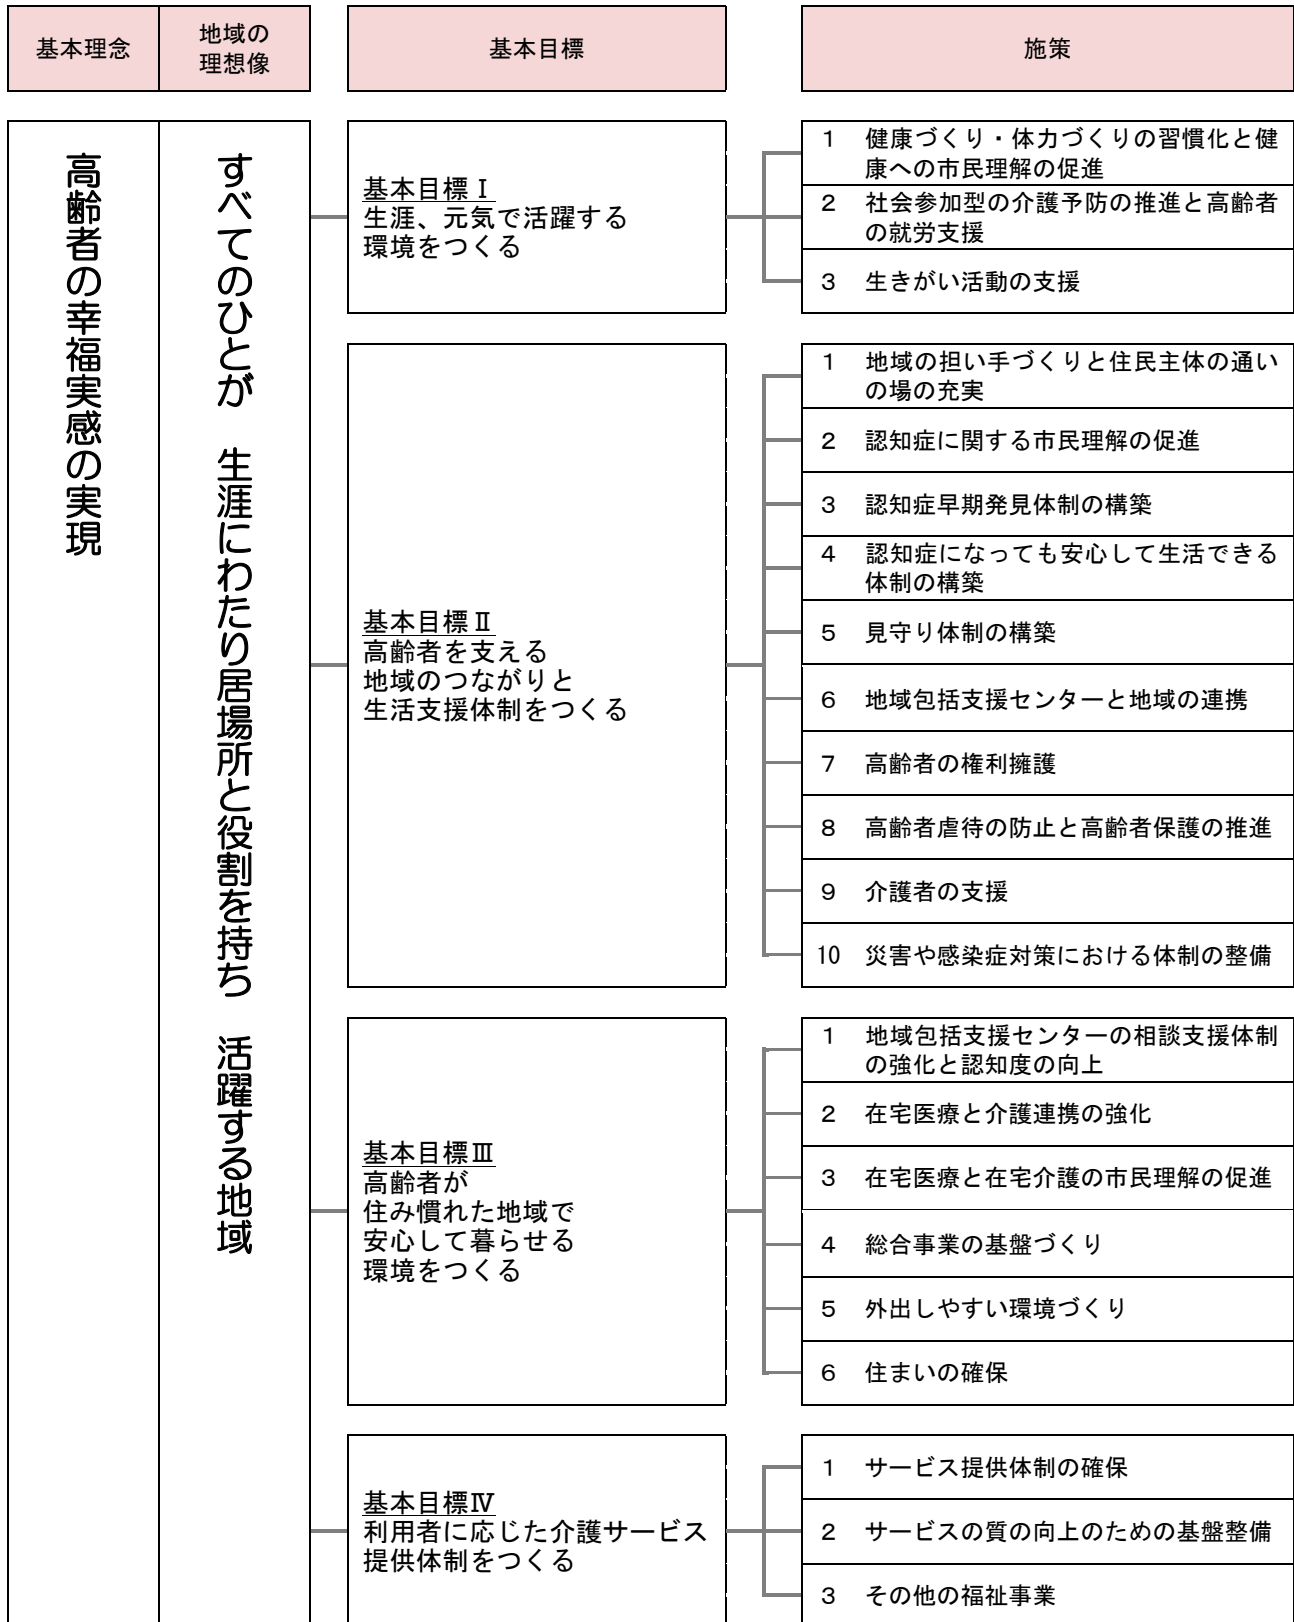 基本理念
地域の
理想像
基本目標
施策
高齢者の幸福実感の実現
すべてのひとが 生涯にわたり居場所と役割を持ち 活躍する地域
基本目標Ⅰ
生涯、元気で活躍する
環境をつくる
1 健康づくり・体力づくりの習慣化と健
康への市民理解の促進
2 社会参加型の介護予防の推進と高齢者
の就労支援
3 生きがい活動の支援
基本目標Ⅱ
高齢者を支える
地域のつながりと
生活支援体制をつくる
1 地域の担い手づくりと住民主体の通い
の場の充実
2 認知症に関する市民理解の促進
3 認知症早期発見体制の構築
4 認知症になっても安心して生活できる
体制の構築
5 見守り体制の構築
6 地域包括支援センターと地域の連携
7 高齢者の権利擁護
8 高齢者虐待の防止と高齢者保護の推進
9 介護者の支援
10 災害や感染症対策における体制の整備
基本目標Ⅲ
高齢者が
住み慣れた地域で
安心して暮らせる
環境をつくる
1 地域包括支援センターの相談支援体制
の強化と認知度の向上
2 在宅医療と介護連携の強化
3 在宅医療と在宅介護の市民理解の促進
4 総合事業の基盤づくり
5 外出しやすい環境づくり
6 住まいの確保
基本目標Ⅳ
利用者に応じた介護サービス
提供体制をつくる
1 サービス提供体制の確保
2 サービスの質の向上のための基盤整備
3 その他の福祉事業